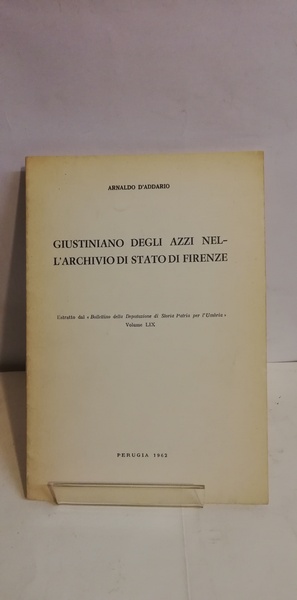 ARNALDO D'ADDARIO
GIUSTINIANO DEGLI AZZI NEL-
L'ARCHIVIO DI STATO DI FIRENZE
Estratto dal « Bollettino della Deputazione di Storia Patria per l'Umbria »
Volume LIX
PERUGIA 1962